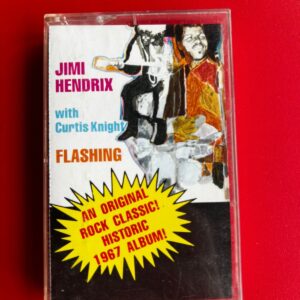 JIMI
HENDRIX
with
Curtis Knight
FLASHING
AN ORIGINAL
ROCK CLASSIC!
HISTORIC
1967 ALBUM!